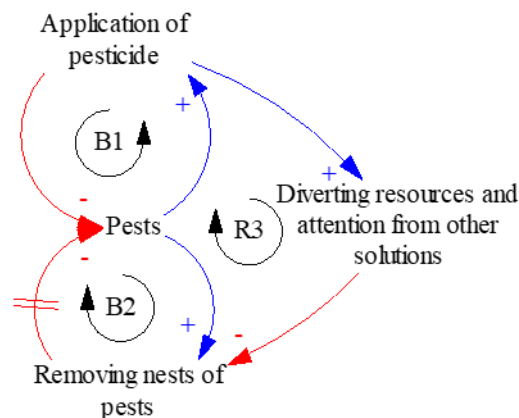 Application of
pesticide
+
B1
+
-
Diverting resources and
attention from other
solutions
Pests
R3
-
B2
+
-
Removing nests of
pests